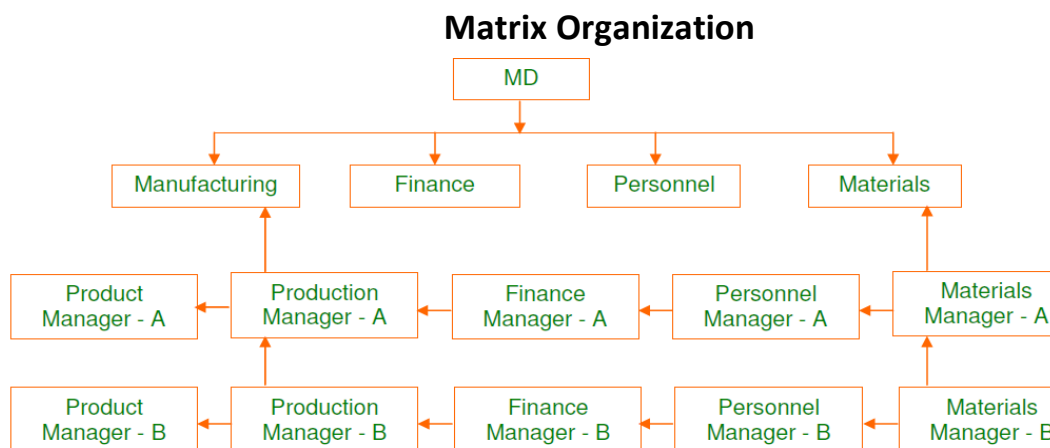 Matrix Organization
MD
Manufacturing
Finance
Personnel
Materials
Product
Manager - A
Production
Manager - A
Finance
Manager - A
Personnel
Manager - A
Materials
Manager - A
Product
Manager - B
Production
Manager - B
Finance
Manager - B
Personnel
Manager - B
Materials
Manager - B